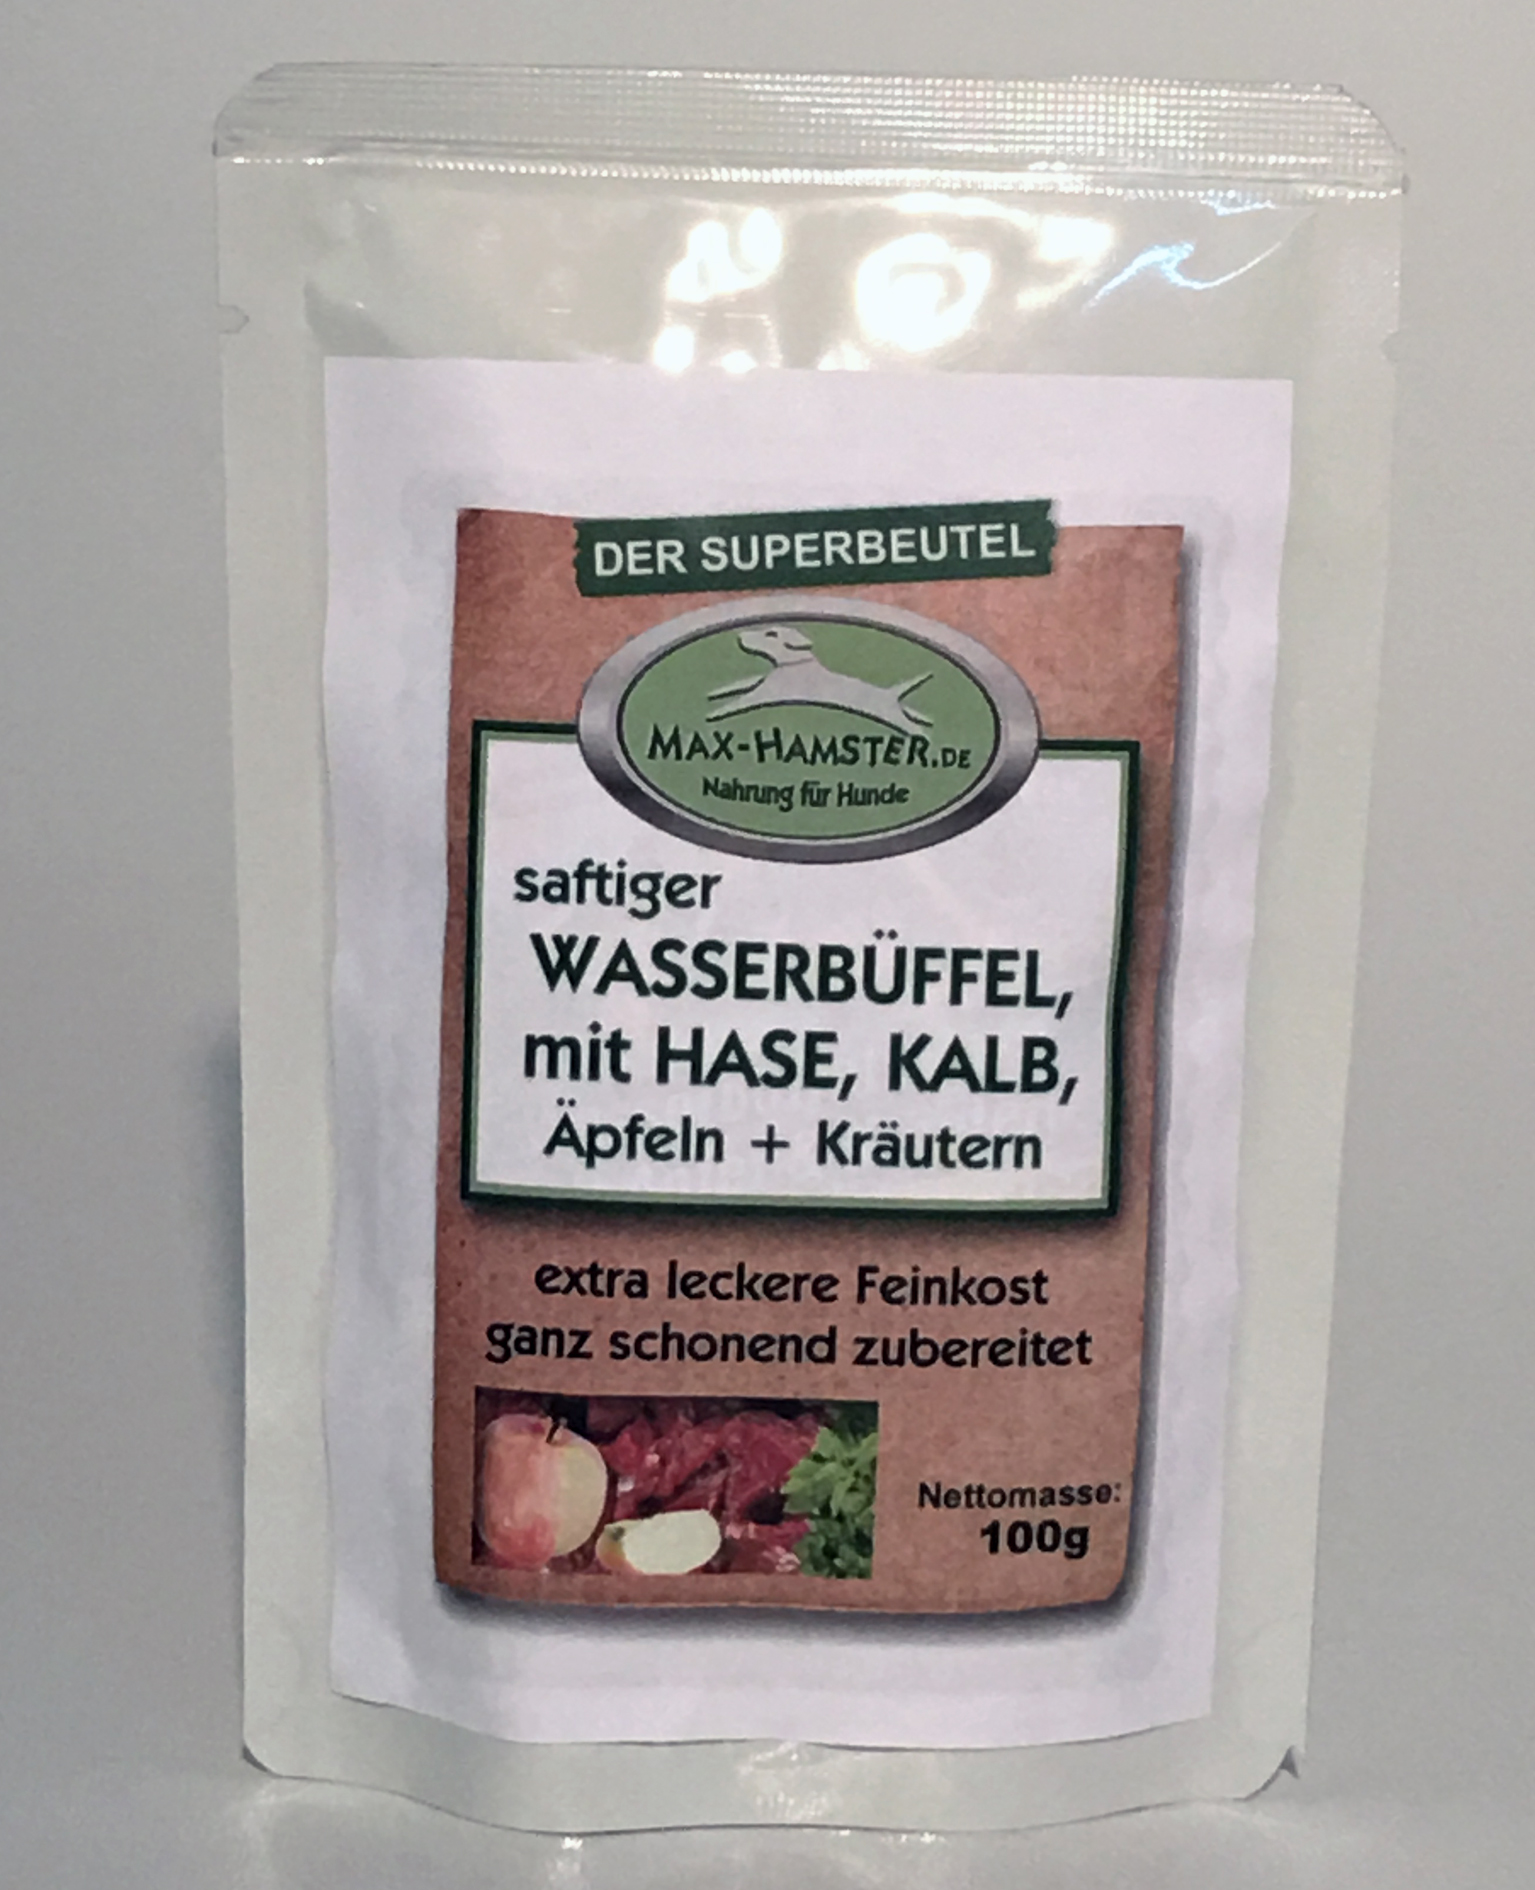 DER SUPERBEUTEL
MAX-HAMSTER.DE
Nahrung für Hunde
saftiger
WASSERBÜFFEL,
mit HASE, KALB,
Äpfeln + Kräutern
extra leckere Feinkost
ganz schonend zubereitet
Nettomasse:
100g